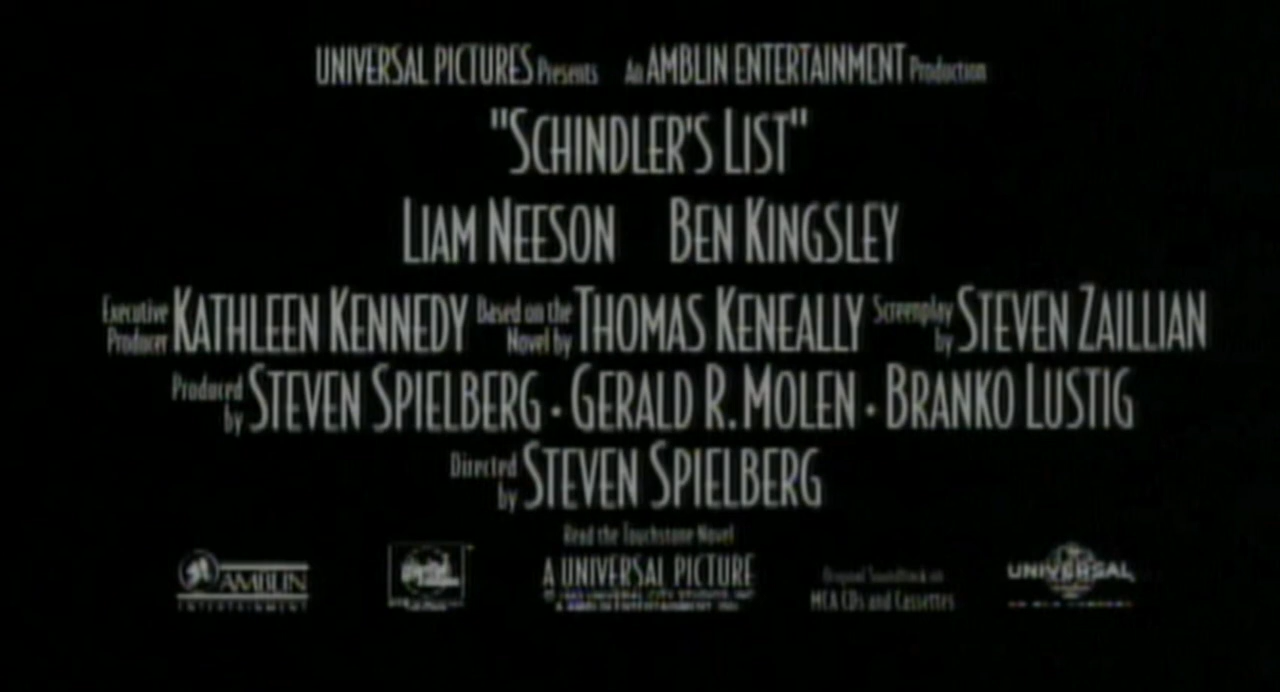 UNIVERSAL PICTURES Presents An AMBLIN ENTERTAINMENT Production
"SCHINDLER'S LIST"
LIAM NEESON BEN KINGSLEY
Executive Producer KATHLEEN KENNEDY Based on the Novel by THOMAS KENEALLY Screenplay by STEVEN ZAILLIAN
Produced by STEVEN SPIELBERG • GERALD R. MOLEN • BRANKO LUSTIG
Directed by STEVEN SPIELBERG
Read the Touchstone Novel
AMBLIN
ENTERTAINMENT
A UNIVERSAL PICTURE
Original Soundtrack on
MCA CDs and Cassettes
UNIVERSAL